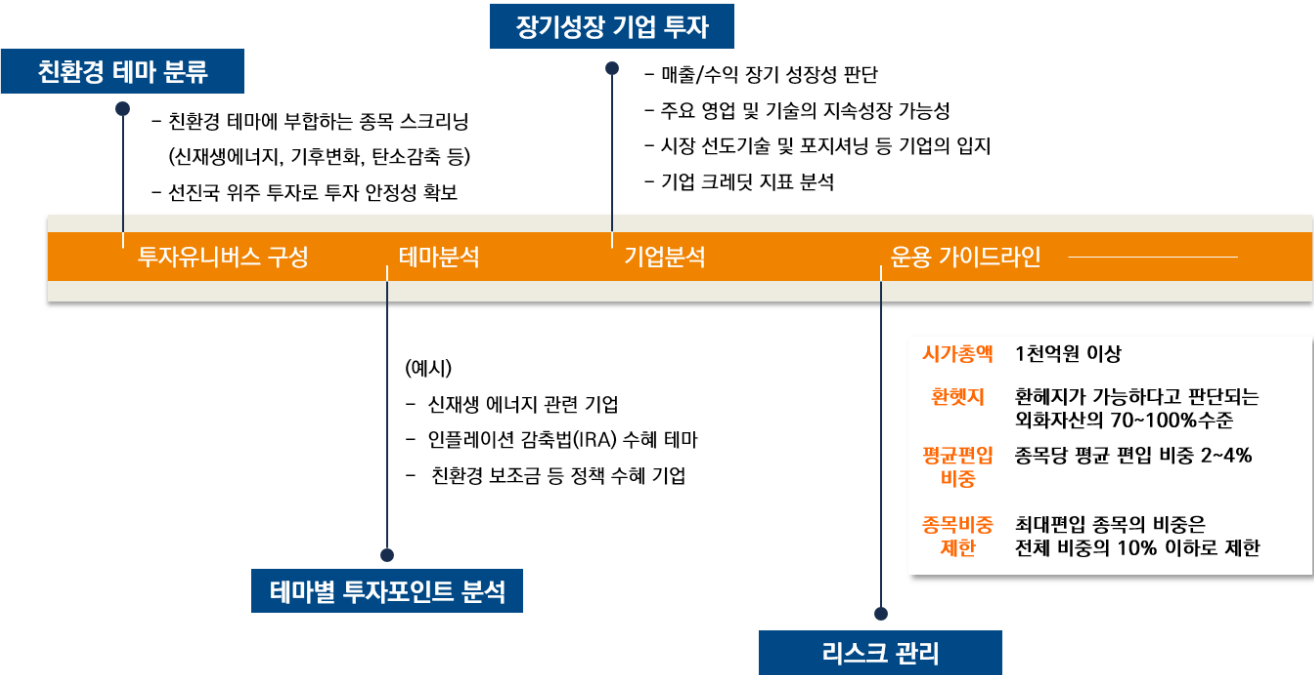 장기성장 기업 투자
친환경 테마 분류
- 매출/수익 장기 성장성 판단
- 주요 영업 및 기술의 지속성장 가능성
- 시장 선도기술 및 포지셔닝 등 기업의 입지
- 기업 크레딧 지표 분석
- 친환경 테마에 부합하는 종목 스크리닝
(신재생에너지, 기후변화, 탄소감축 등)
- 선진국 위주 투자로 투자 안정성 확보
투자유니버스 구성
테마분석
기업분석
운용 가이드라인
(예시)
- 신재생 에너지 관련 기업
- 인플레이션 감축법(IRA) 수혜 테마
- 친환경 보조금 등 정책 수혜 기업
테마별 투자포인트 분석
시가총액 1천억원 이상
환헷지 환헤지가 가능하다고 판단되는
외화자산의 70~100%수준
평균편입 종목당 평균 편입 비중 2~4%
비중
종목비중 최대편입 종목의 비중은
제한 전체 비중의 10% 이하로 제한
리스크 관리